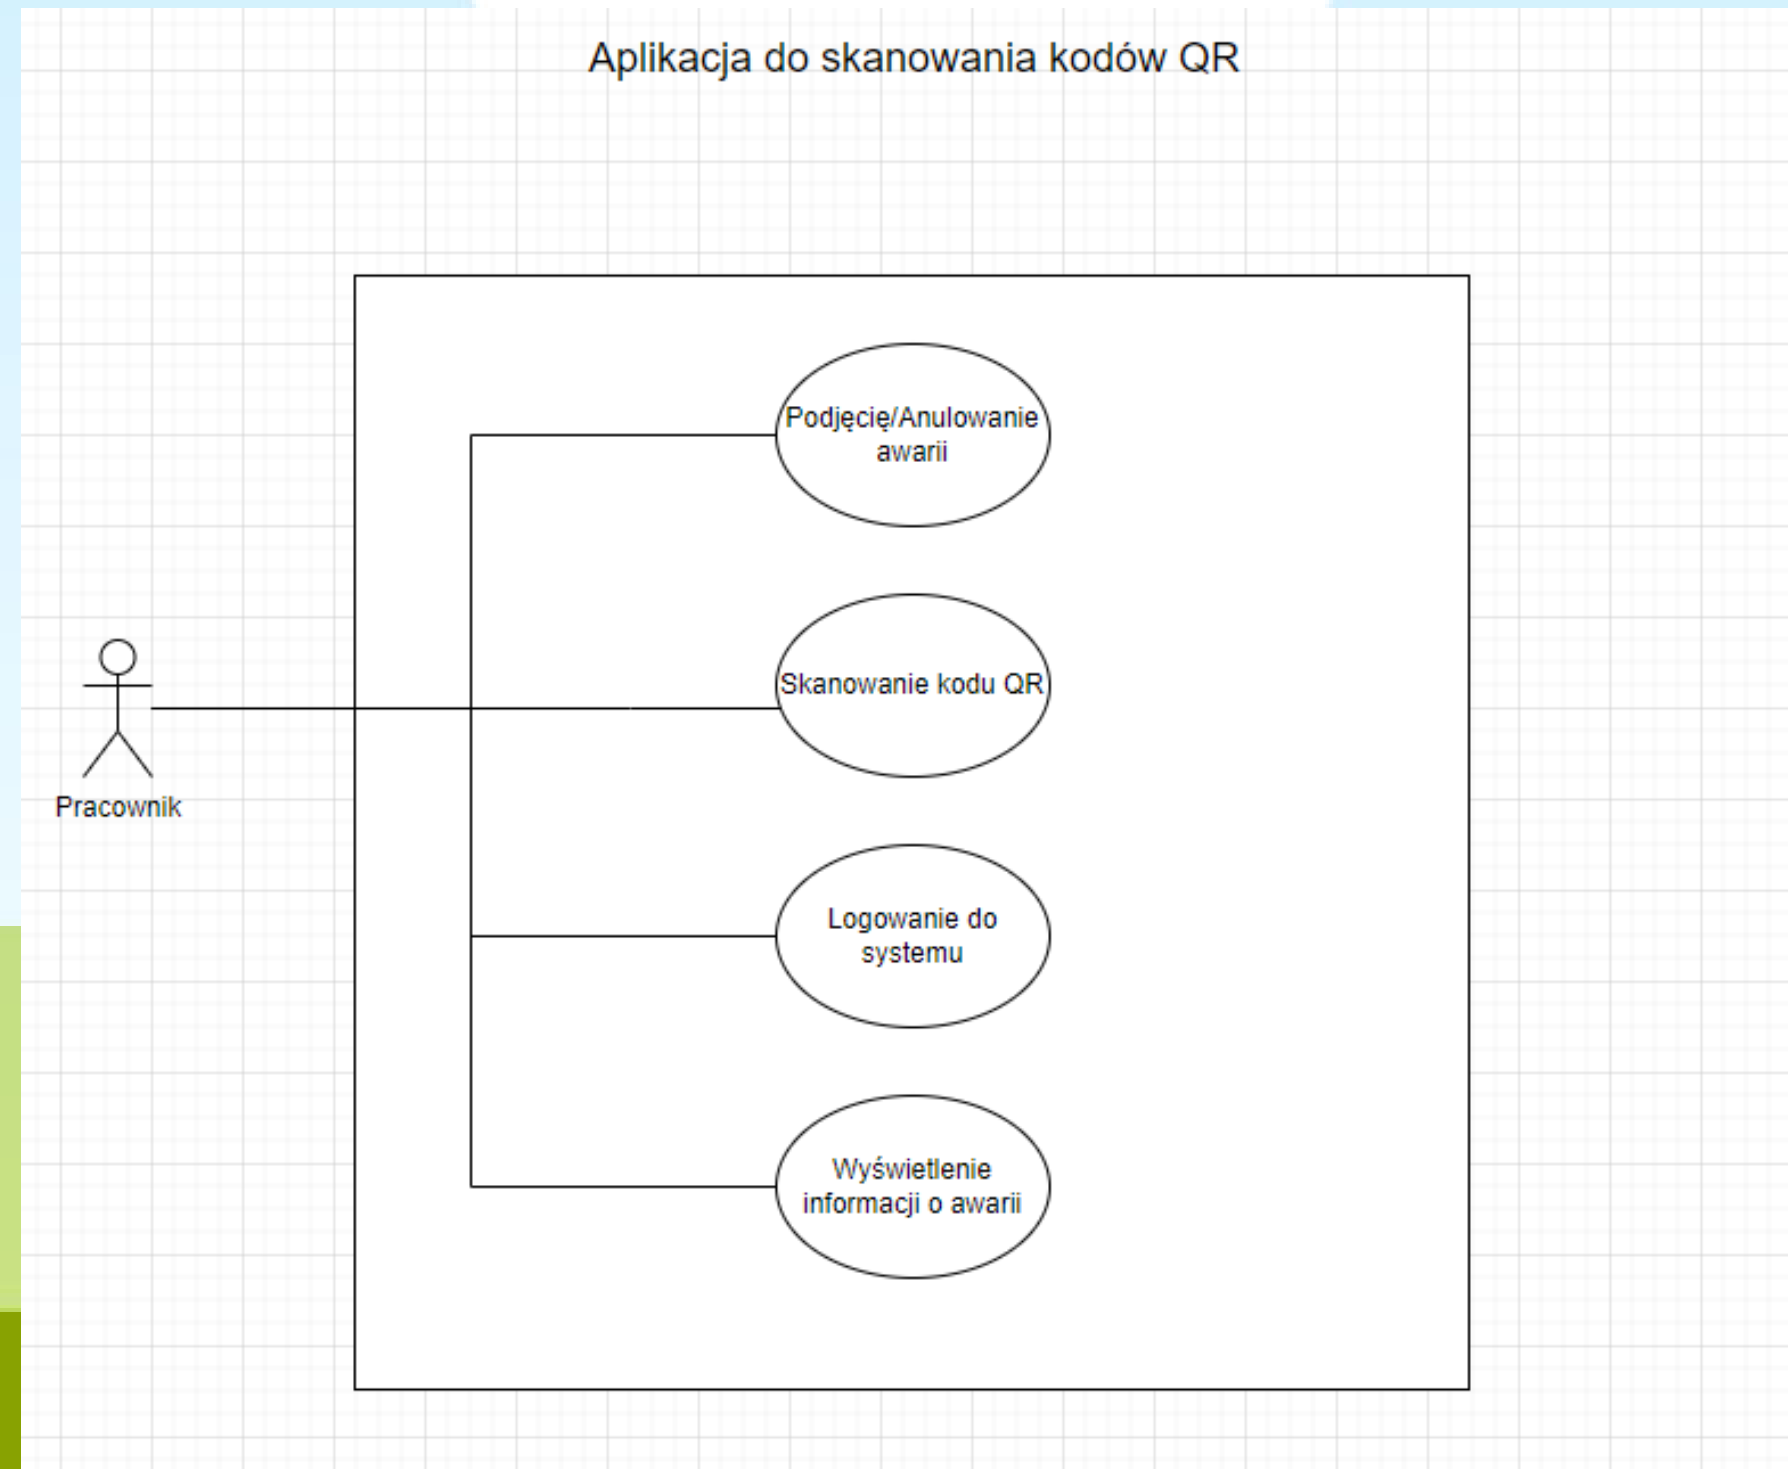 Aplikacja do skanowania kodów QR
Podjęcię/Anulowanie
awarii
Skanowanie kodu QR
Pracownik
Logowanie do
systemu
Wyświetlenie
informacji o awarii